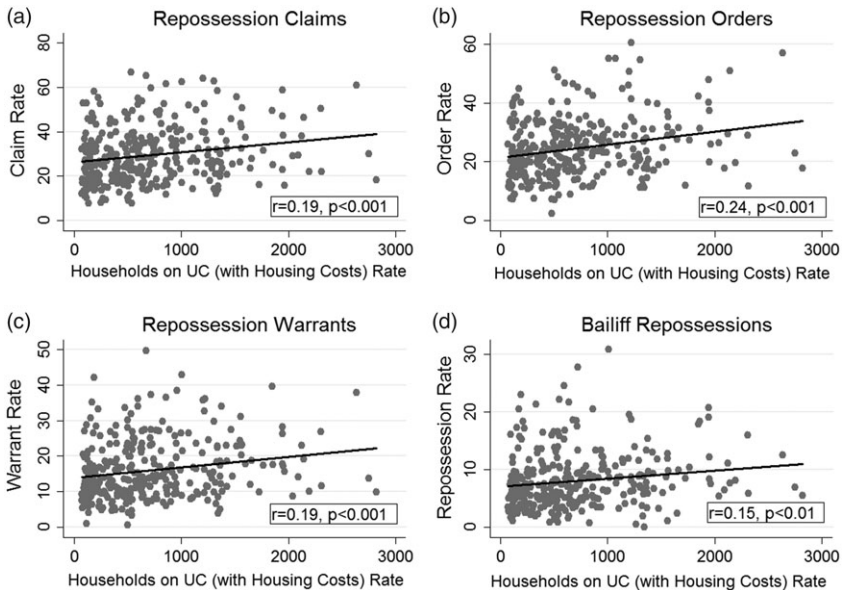 (a)
Repossession Claims
Claim Rate
80
60
40
20
0
r=0.19, p<0.001
0 1000 2000 3000
Households on UC (with Housing Costs) Rate
(b)
Repossession Orders
Order Rate
60
40
20
0
r=0.24, p<0.001
0 1000 2000 3000
Households on UC (with Housing Costs) Rate
(c)
Repossession Warrants
Warrant Rate
50
40
30
20
10
0
r=0.19, p<0.001
0 1000 2000 3000
Households on UC (with Housing Costs) Rate
(d)
Bailiff Repossessions
Repossession Rate
30
20
10
0
r=0.15, p<0.01
0 1000 2000 3000
Households on UC (with Housing Costs) Rate